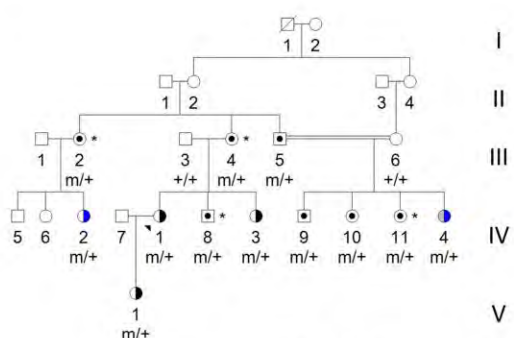 1 2 I
1 2 3 4 II
1 2 * 3 4 * 5 6 III
m/+ +/+ m/+ m/+ +/+
5 6 2 7 1 8 * 3 9 10 11 * 4 IV
m/+ m/+ m/+ m/+ m/+ m/+ m/+ m/+
1 V
m/+